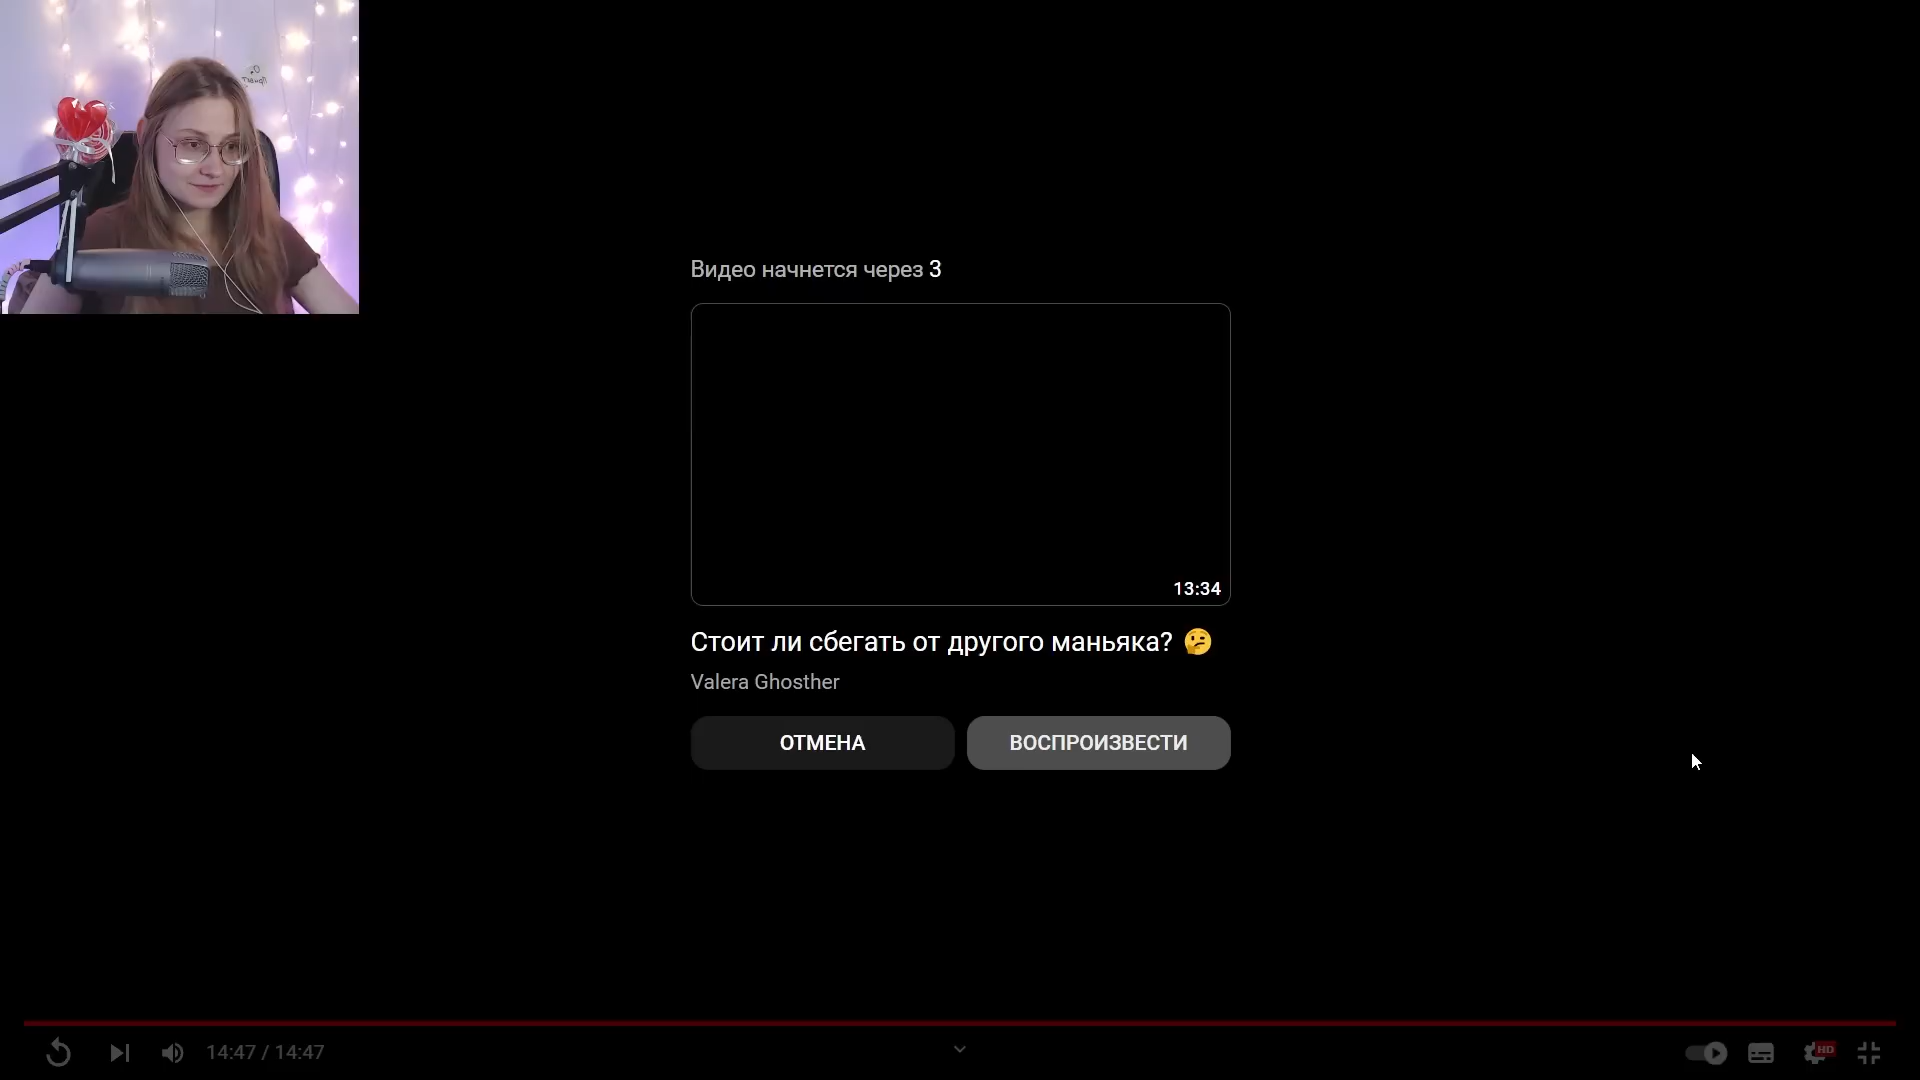 Видео начнется через 3
13:34
Стоит ли сбегать от другого маньяка? 🤔
Valera Ghosther
ОТМЕНА
ВОСПРОИЗВЕСТИ
14:47 / 14:47
HD